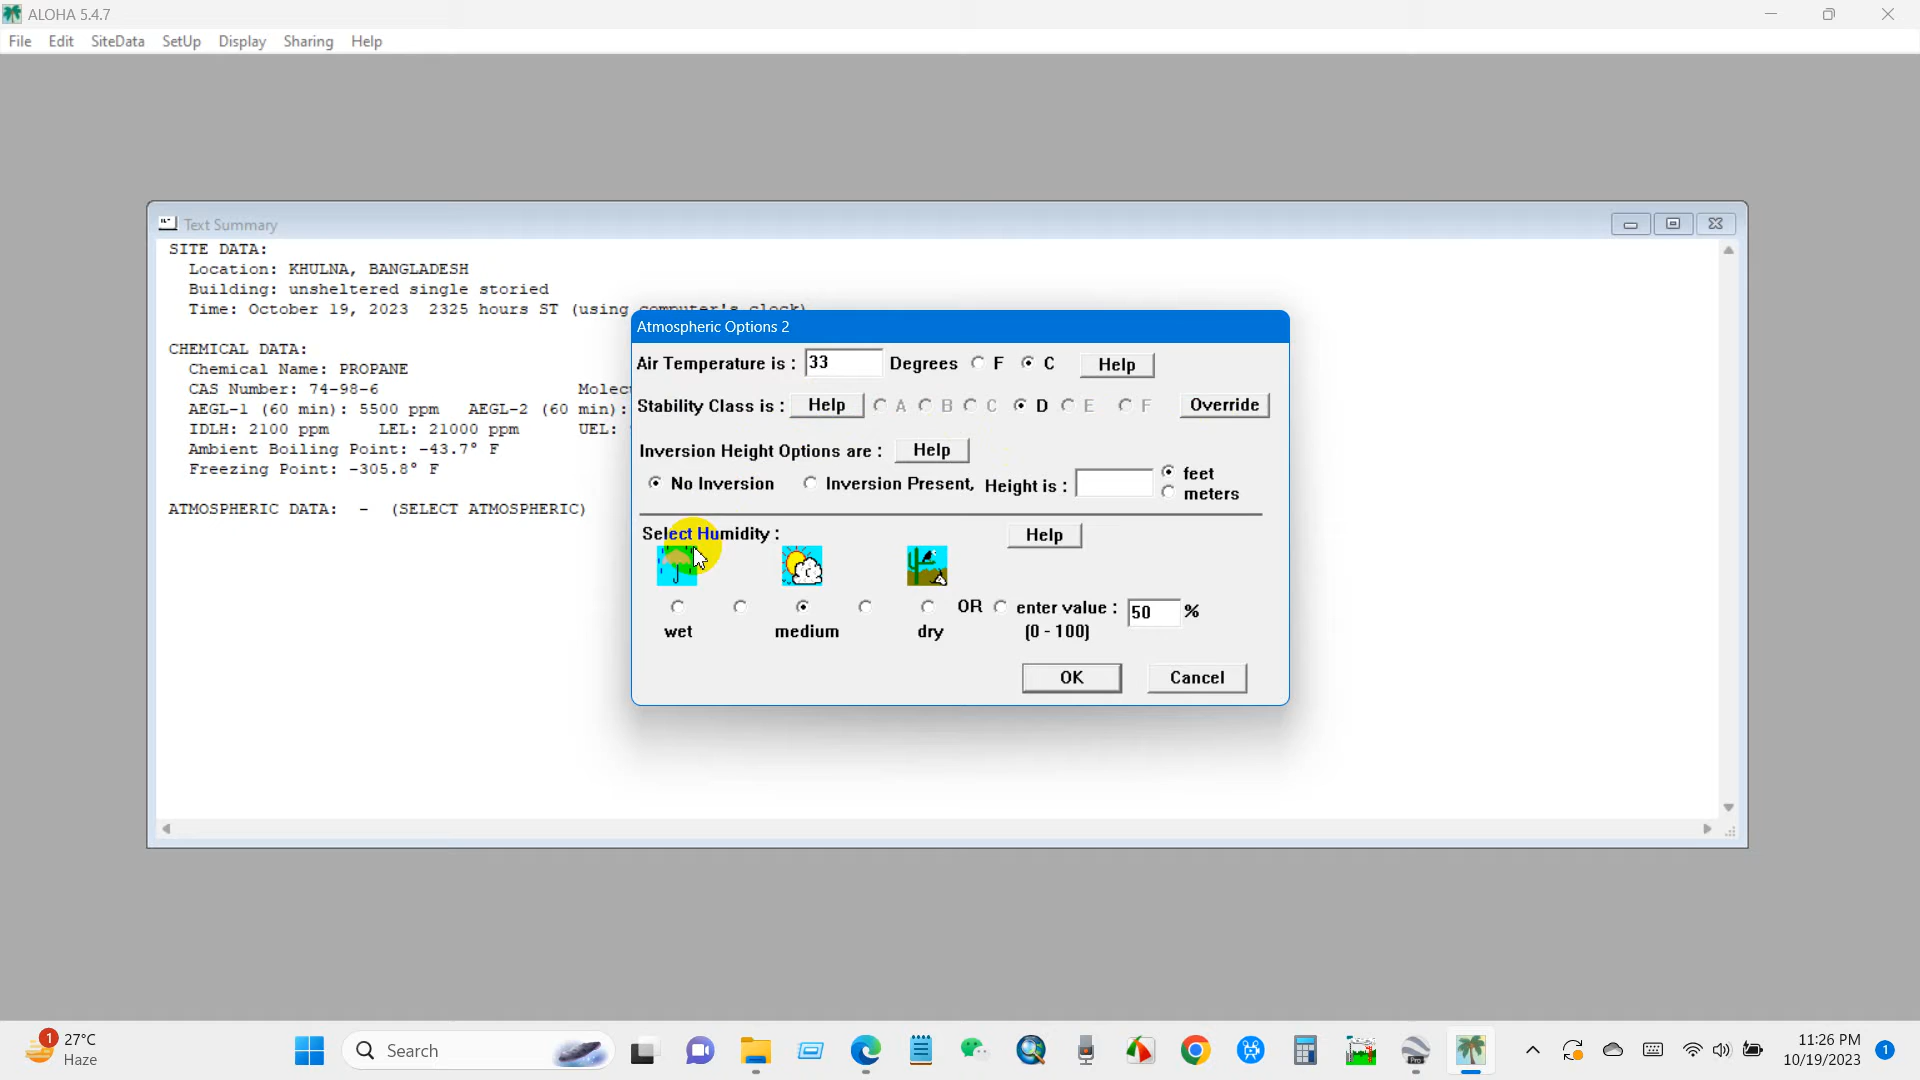 ALOHA 5.4.7
File Edit SiteData SetUp Display Sharing Help
Text Summary
SITE DATA:
Location: KHULNA, BANGLADESH
Building: unsheltered single storied
Time: October 19, 2023 2325 hours ST (using computer's clock)
CHEMICAL DATA:
Chemical Name: PROPANE
CAS Number: 74-98-6
AEGL-1 (60 min): 5500 ppm AEGL-2 (60 min):
IDLH: 2100 ppm LEL: 21000 ppm UEL:
Ambient Boiling Point: -43.7° F
Freezing Point: -305.8° F
ATMOSPHERIC DATA: - (SELECT ATMOSPHERIC)
Atmospheric Options 2
Air Temperature is : 33 Degrees F C Help
Stability Class is : Help A B C D E F Override
Inversion Height Options are : Help
No Inversion Inversion Present, Height is : feet
meters
Select Humidity : Help
OR enter value : 50 %
wet medium dry (0 - 100)
OK Cancel
1 27°C
Haze
Search
Pro
11:26 PM
10/19/2023
1